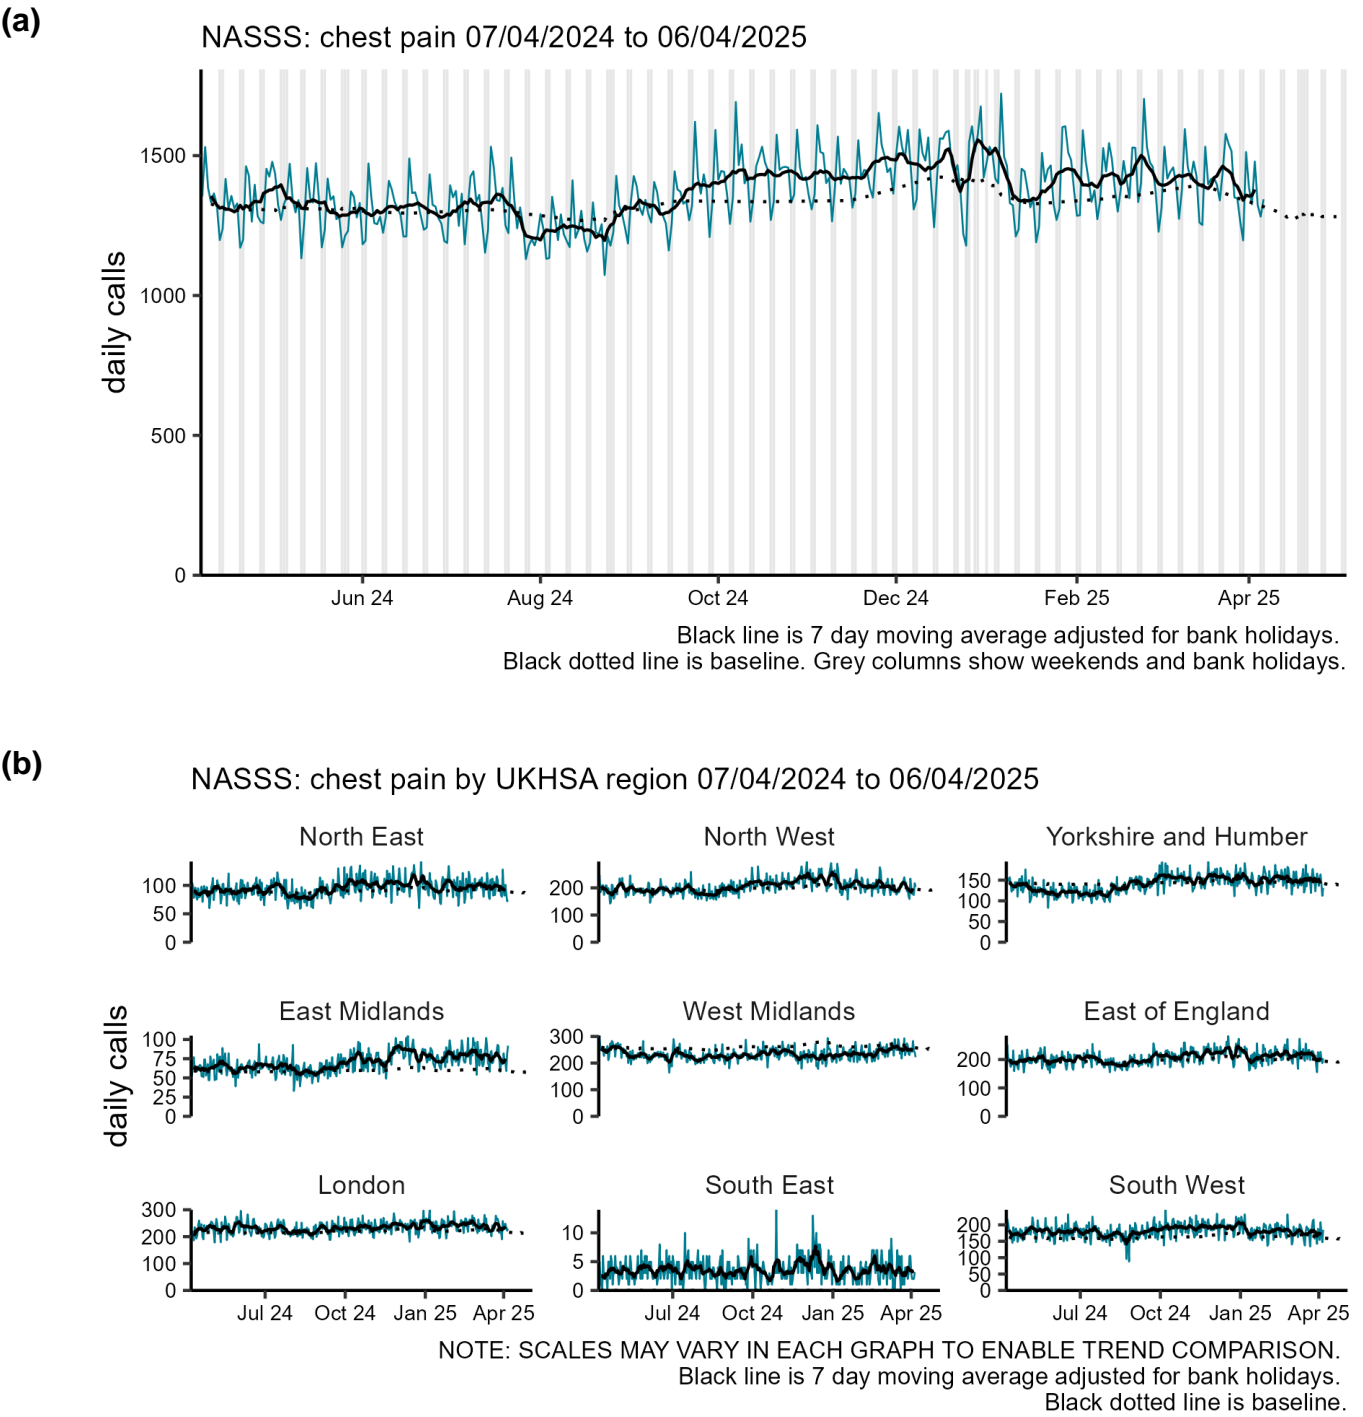 (a)
NASSS: chest pain 07/04/2024 to 06/04/2025
daily calls
1500
1000
500
0
Jun 24 Aug 24 Oct 24 Dec 24 Feb 25 Apr 25
Black line is 7 day moving average adjusted for bank holidays.
Black dotted line is baseline. Grey columns show weekends and bank holidays.
(b)
NASSS: chest pain by UKHSA region 07/04/2024 to 06/04/2025
daily calls
North East North West Yorkshire and Humber
100 200 150
50 100 100
0 0 50
0
East Midlands West Midlands East of England
100 300 200
75 200 100
50 100 0
25 0
0
London South East South West
300 10 200
200 5 150
100 0 100
0 50
0
Jul 24 Oct 24 Jan 25 Apr 25 Jul 24 Oct 24 Jan 25 Apr 25 Jul 24 Oct 24 Jan 25 Apr 25
NOTE: SCALES MAY VARY IN EACH GRAPH TO ENABLE TREND COMPARISON.
Black line is 7 day moving average adjusted for bank holidays.
Black dotted line is baseline.